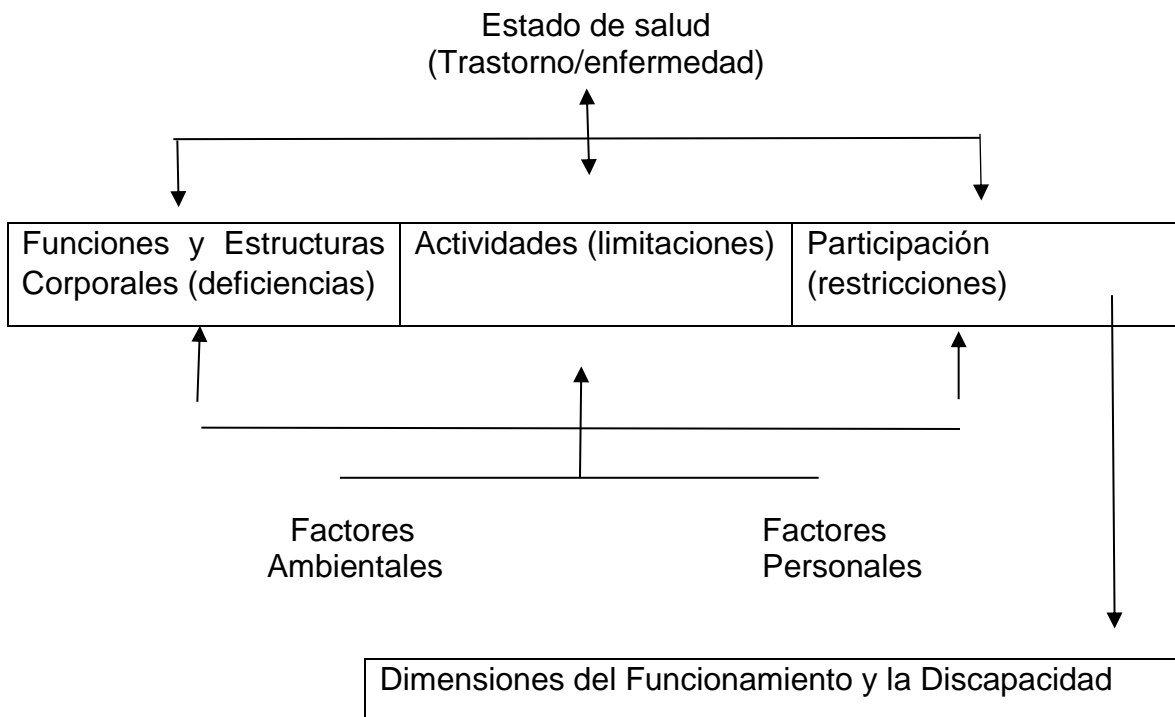 Estado de salud
(Trastorno/enfermedad)
Funciones y Estructuras
Corporales (deficiencias)
Actividades (limitaciones)
Participación
(restricciones)
Factores
Ambientales
Factores
Personales
Dimensiones del Funcionamiento y la Discapacidad